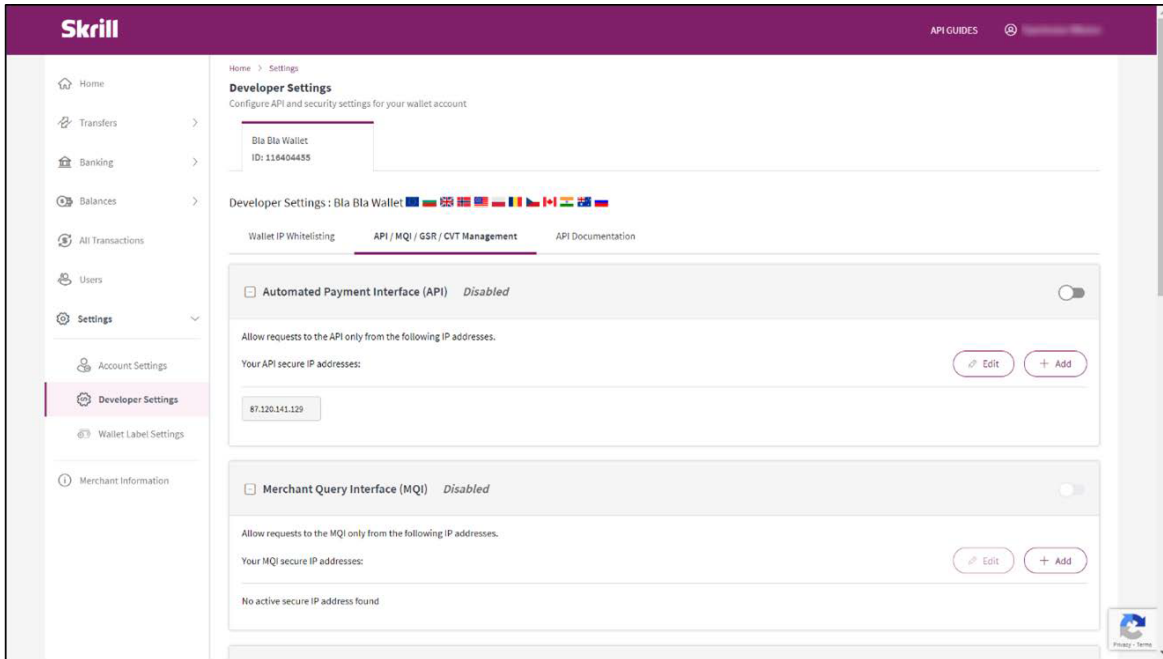 Skrill
API GUIDES
Home
Transfers
Banking
Balances
All Transactions
Users
Settings
Account Settings
Developer Settings
Wallet Label Settings
Merchant Information
Home > Settings
Developer Settings
Configure API and security settings for your wallet account
Bla Bla Wallet
ID: 116404455
Developer Settings : Bla Bla Wallet
Wallet IP Whitelisting
API / MQI / GSR / CVT Management
API Documentation
Automated Payment Interface (API) Disabled
Allow requests to the API only from the following IP addresses.
Your API secure IP addresses:
Edit
+ Add
87.120.141.129
Merchant Query Interface (MQI) Disabled
Allow requests to the MQI only from the following IP addresses.
Your MQI secure IP addresses:
Edit
+ Add
No active secure IP address found
Privacy - Terms